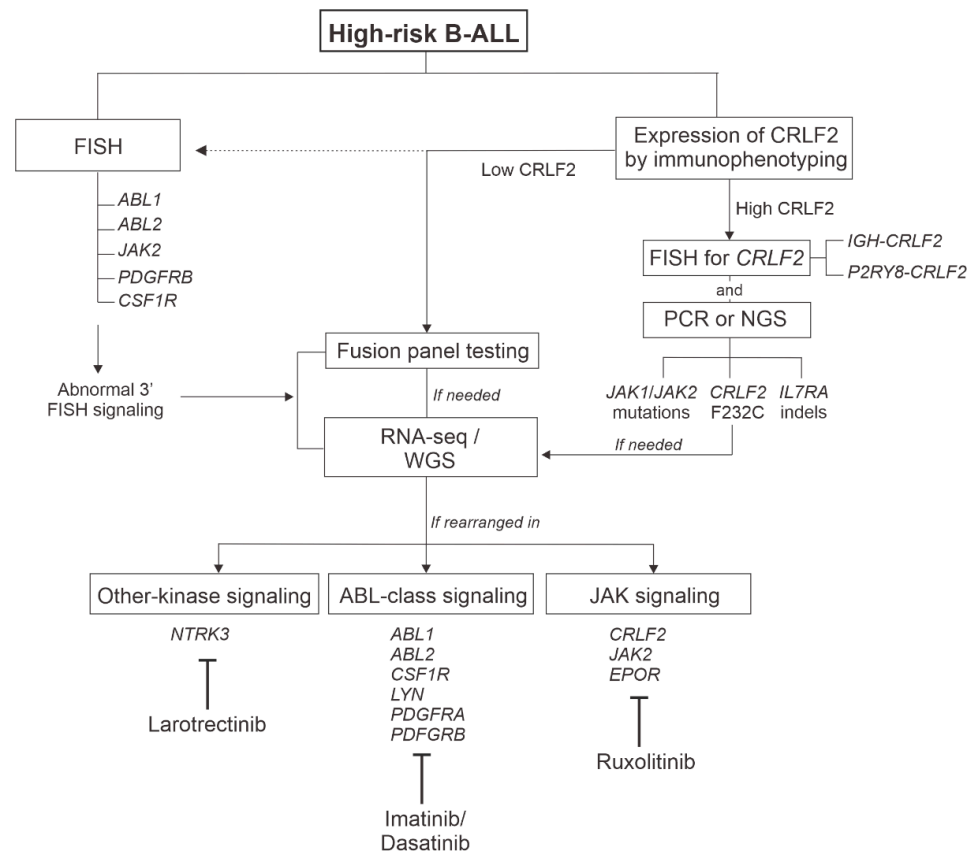 High-risk B-ALL
FISH
ABL1
ABL2
JAK2
PDGFRB
CSF1R
Abnormal 3’
FISH signaling
Expression of CRLF2
by immunophenotyping
Low CRLF2
High CRLF2
FISH for CRLF2
IGH-CRLF2
P2RY8-CRLF2
and
PCR or NGS
JAK1/JAK2
mutations
CRLF2
F232C
IL7RA
indels
If needed
Fusion panel testing
If needed
RNA-seq /
WGS
If rearranged in
Other-kinase signaling
NTRK3
Larotrectinib
ABL-class signaling
ABL1
ABL2
CSF1R
LYN
PDGFRA
PDFGRB
Imatinib/
Dasatinib
JAK signaling
CRLF2
JAK2
EPOR
Ruxolitinib